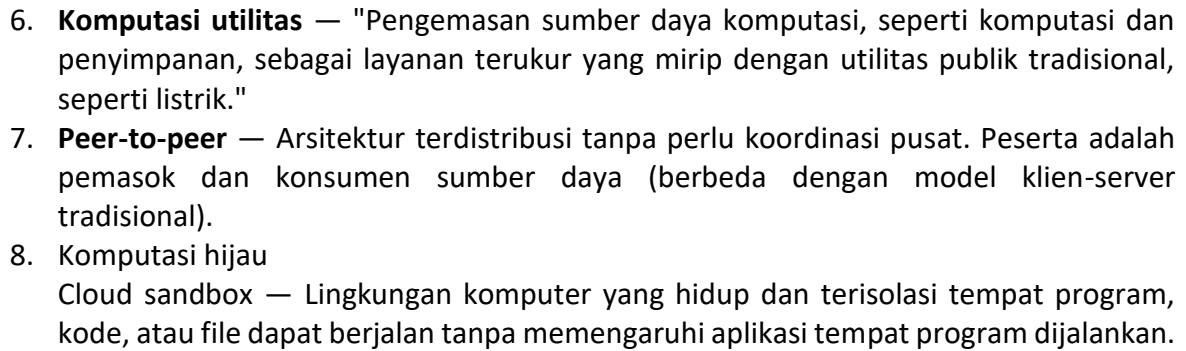 6. Komputasi utilitas — "Pengemasan sumber daya komputasi, seperti komputasi dan
penyimpanan, sebagai layanan terukur yang mirip dengan utilitas publik tradisional,
seperti listrik."
7. Peer-to-peer — Arsitektur terdistribusi tanpa perlu koordinasi pusat. Peserta adalah
pemasok dan konsumen sumber daya (berbeda dengan model klien-server
tradisional).
8. Komputasi hijau
Cloud sandbox — Lingkungan komputer yang hidup dan terisolasi tempat program,
kode, atau file dapat berjalan tanpa memengaruhi aplikasi tempat program dijalankan.